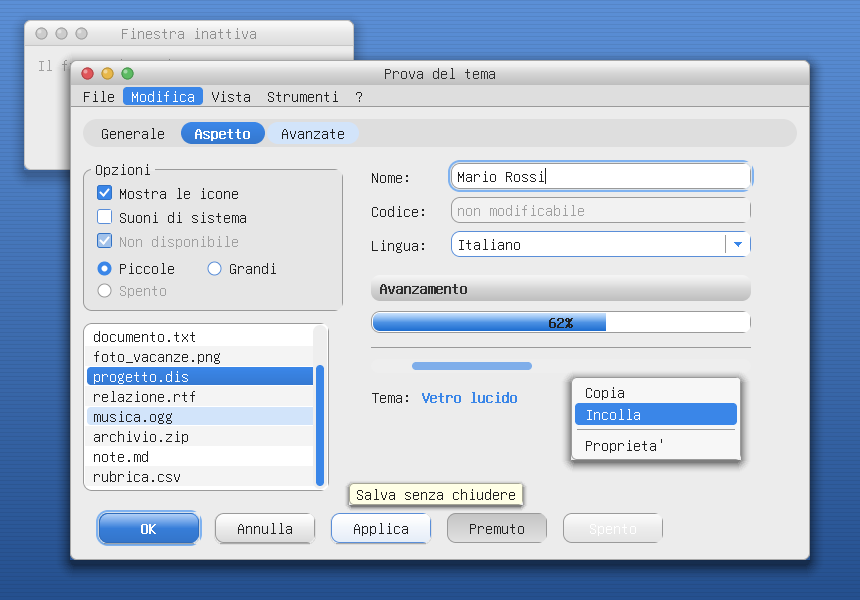 Finestra inattiva
Il
Prova del tema
File Modifica Vista Strumenti ?
Generale Aspetto Avanzate
Opzioni
Mostra le icone
Suoni di sistema
Non disponibile
Piccole Grandi
Spento
Nome: Mario Rossi
Codice: non modificabile
Lingua: Italiano
Avanzamento
62%
documento.txt
foto_vacanze.png
progetto.dis
relazione.rtf
musica.ogg
archivio.zip
note.md
rubrica.csv
Tema: Vetro lucido
Copia
Incolla
Proprieta'
Salva senza chiudere
OK Annulla Applica Premuto Spento